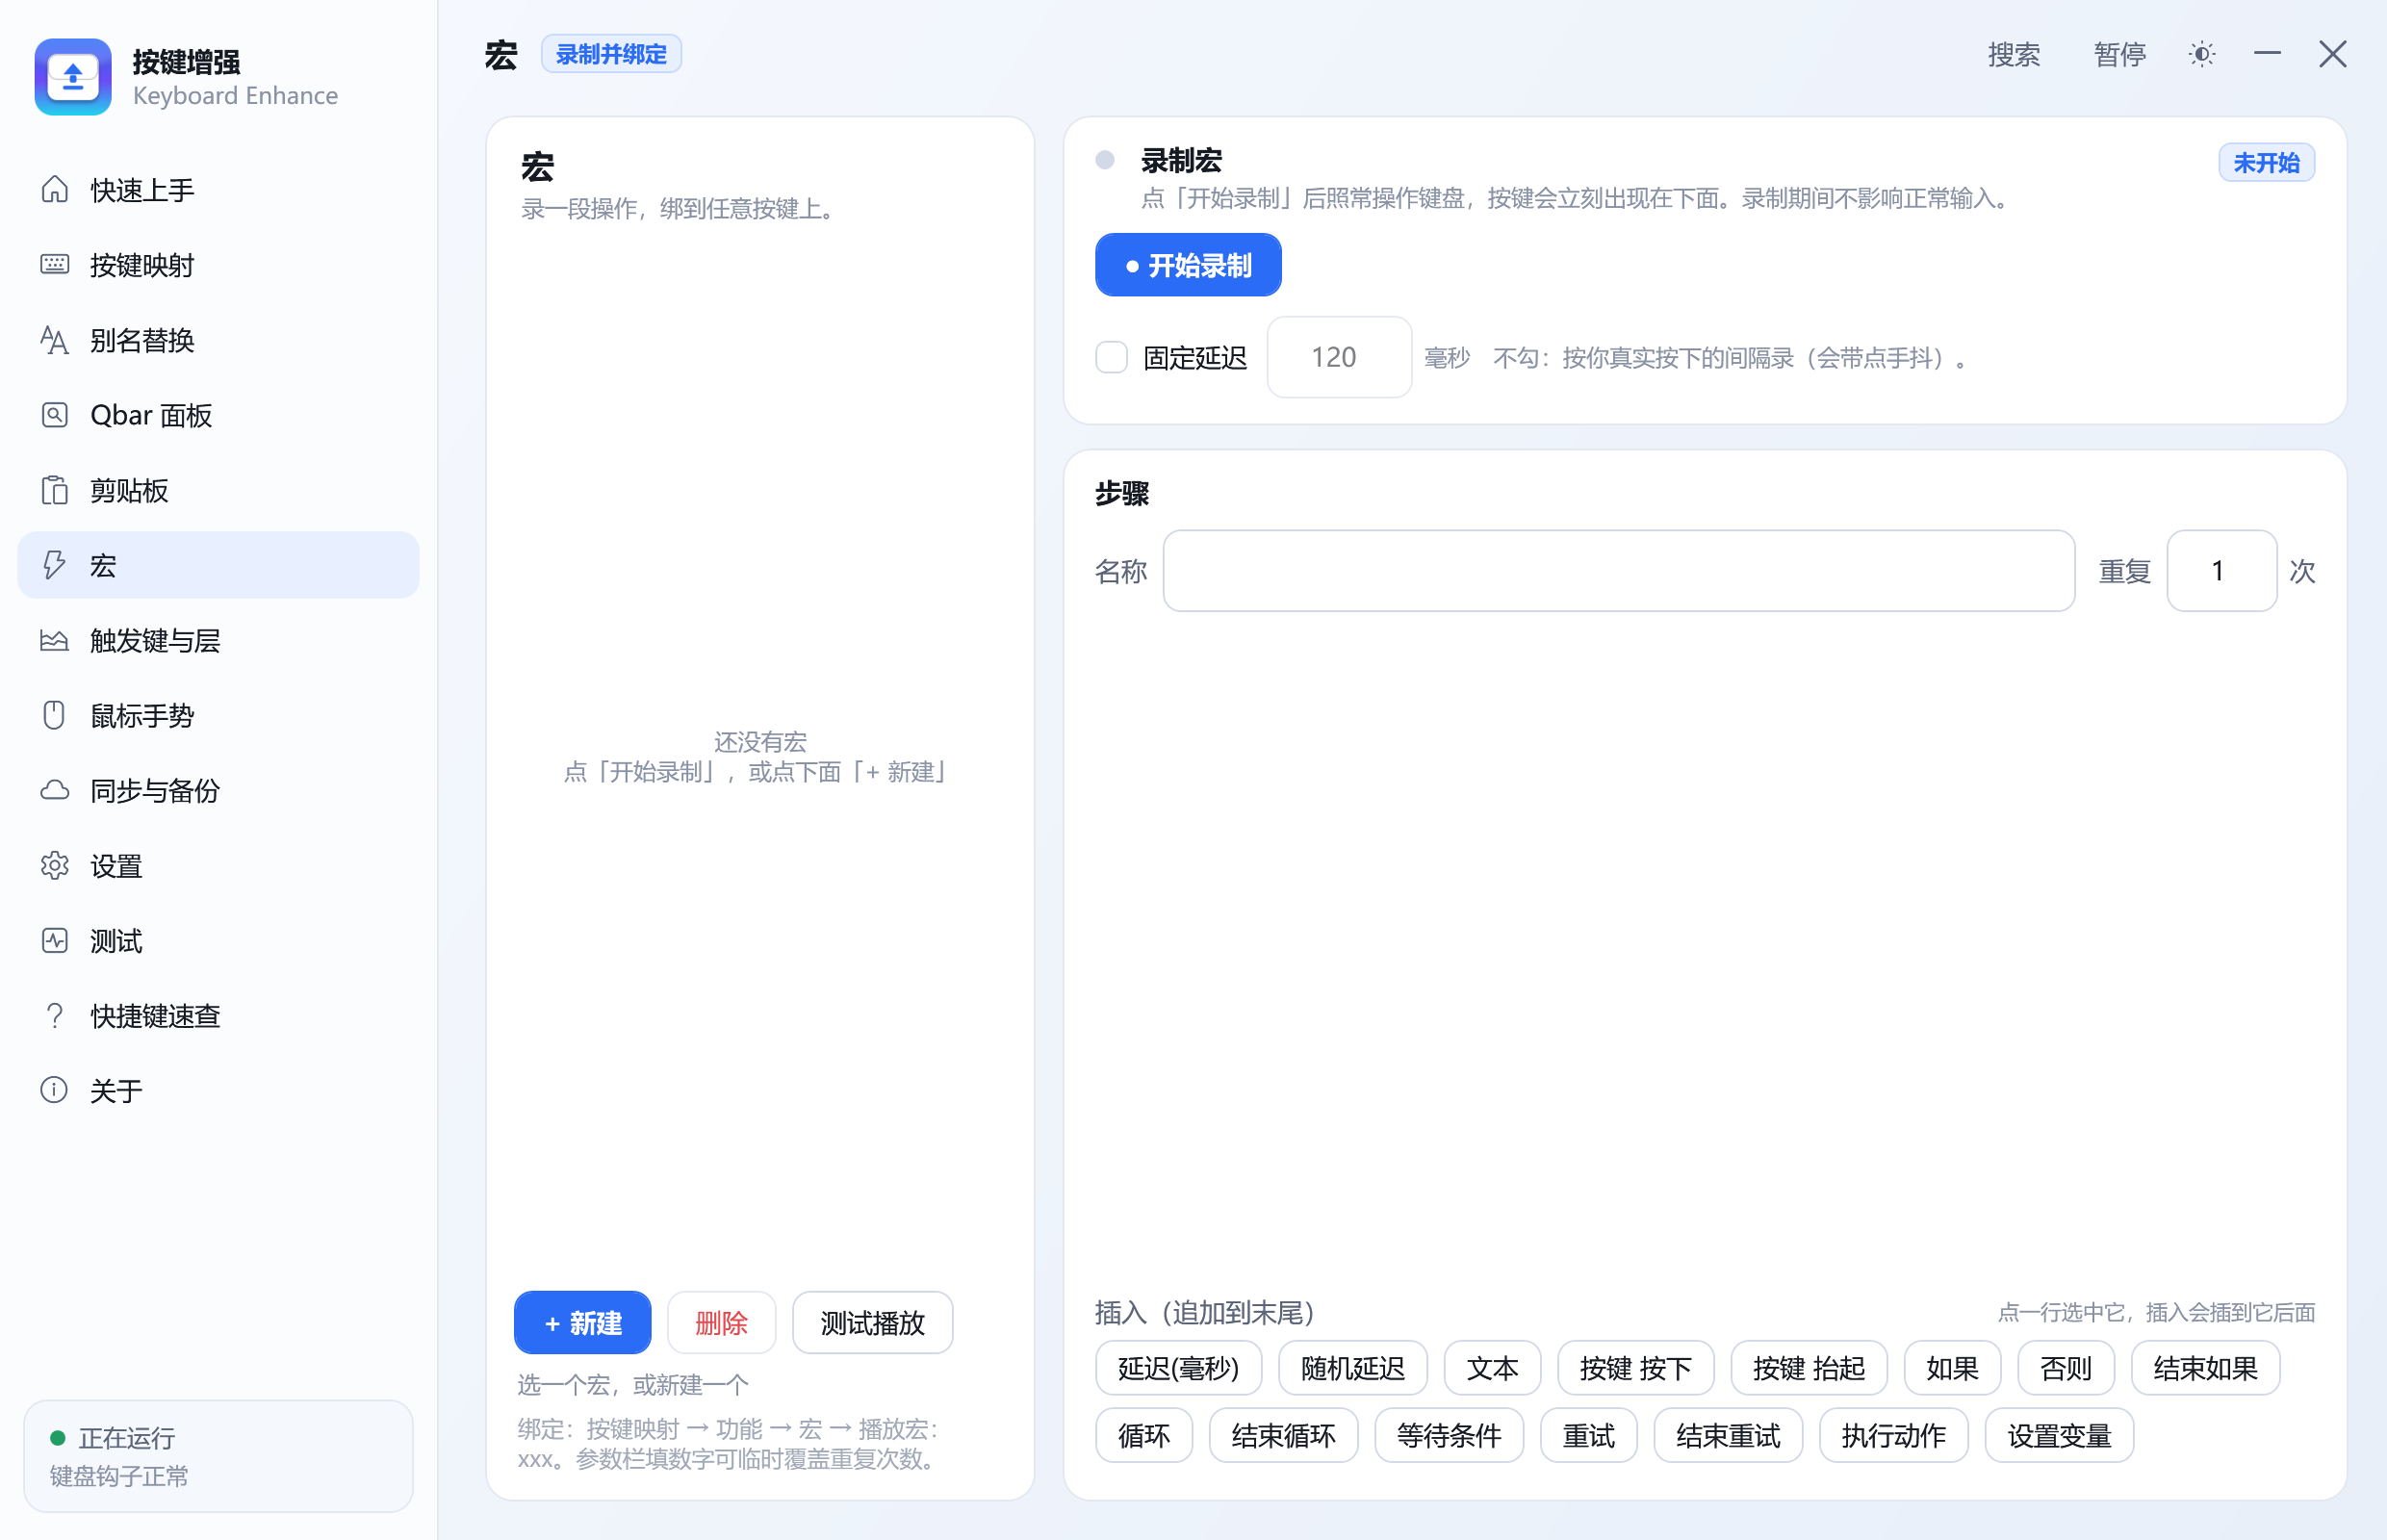 按键增强
Keyboard Enhance
快速上手
按键映射
别名替换
Qbar 面板
剪贴板
宏
触发键与层
鼠标手势
同步与备份
设置
测试
快捷键速查
关于
正在运行
键盘钩子正常
宏 录制并绑定
搜索 暂停
宏
录一段操作，绑到任意按键上。
还没有宏
点「开始录制」，或点下面「+ 新建」
+ 新建 删除 测试播放
选一个宏，或新建一个
绑定：按键映射 → 功能 → 宏 → 播放宏：
xxx。参数栏填数字可临时覆盖重复次数。
录制宏 未开始
点「开始录制」后照常操作键盘，按键会立刻出现在下面。录制期间不影响正常输入。
开始录制
固定延迟 120 毫秒 不勾：按你真实按下的间隔录（会带点手抖）。
步骤
名称 重复 1 次
插入（追加到末尾） 点一行选中它，插入会插到它后面
延迟(毫秒) 随机延迟 文本 按键 按下 按键 抬起 如果 否则 结束如果
循环 结束循环 等待条件 重试 结束重试 执行动作 设置变量